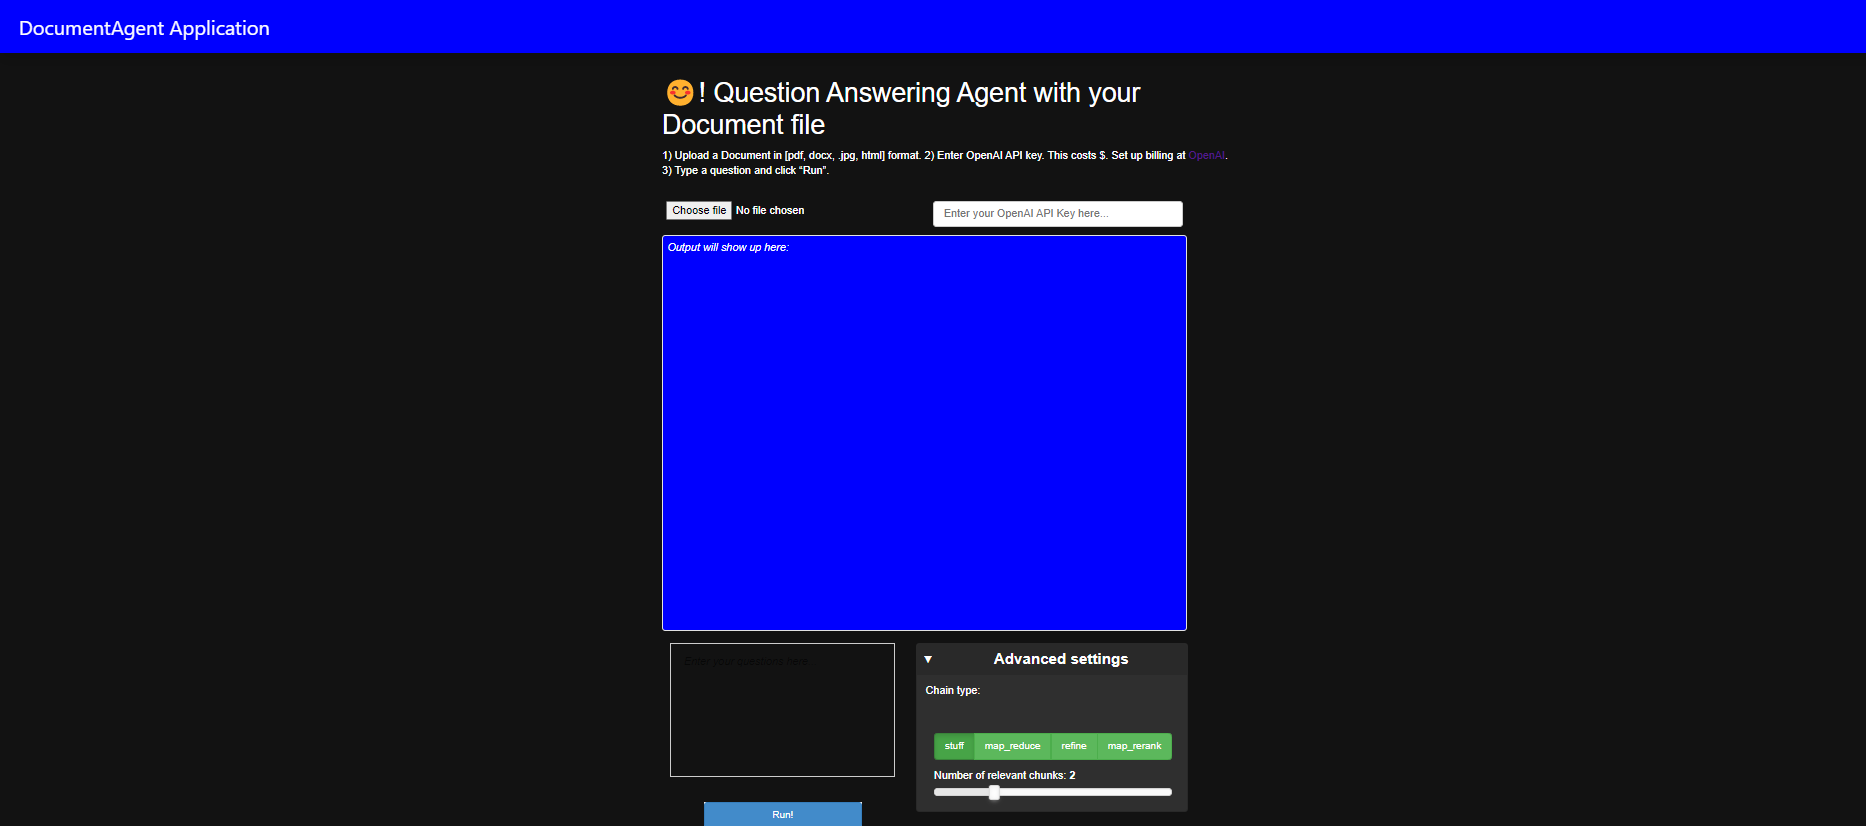 DocumentAgent Application
😊! Question Answering Agent with your
Document file
1) Upload a Document in [pdf, docx, .jpg, html] format. 2) Enter OpenAI API key. This costs $. Set up billing at OpenAI.
3) Type a question and click “Run”.
Choose file No file chosen
Enter your OpenAI API Key here...
Output will show up here:
Enter your questions here...
▼ Advanced settings
Chain type:
stuff map_reduce refine map_rerank
Number of relevant chunks: 2
Run!